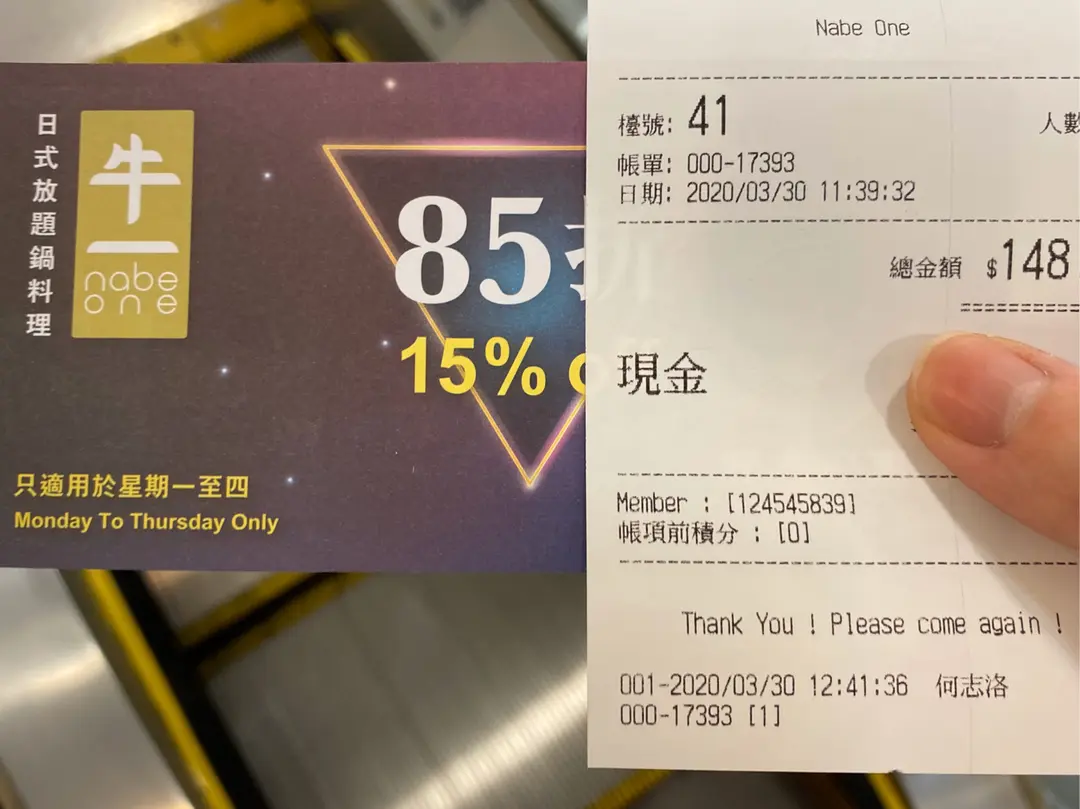 日式放題鍋料理
牛
一
nabe
one
85
15%
只適用於星期一至四
Monday To Thursday Only
Nabe One
檯號: 41
人數
帳單: 000-17393
日期: 2020/03/30 11:39:32
總金額 $148
現金
Member : [124545839]
帳項前積分 : [0]
Thank You ! Please come again !
001-2020/03/30 12:41:36 何志洛
000-17393 [1]